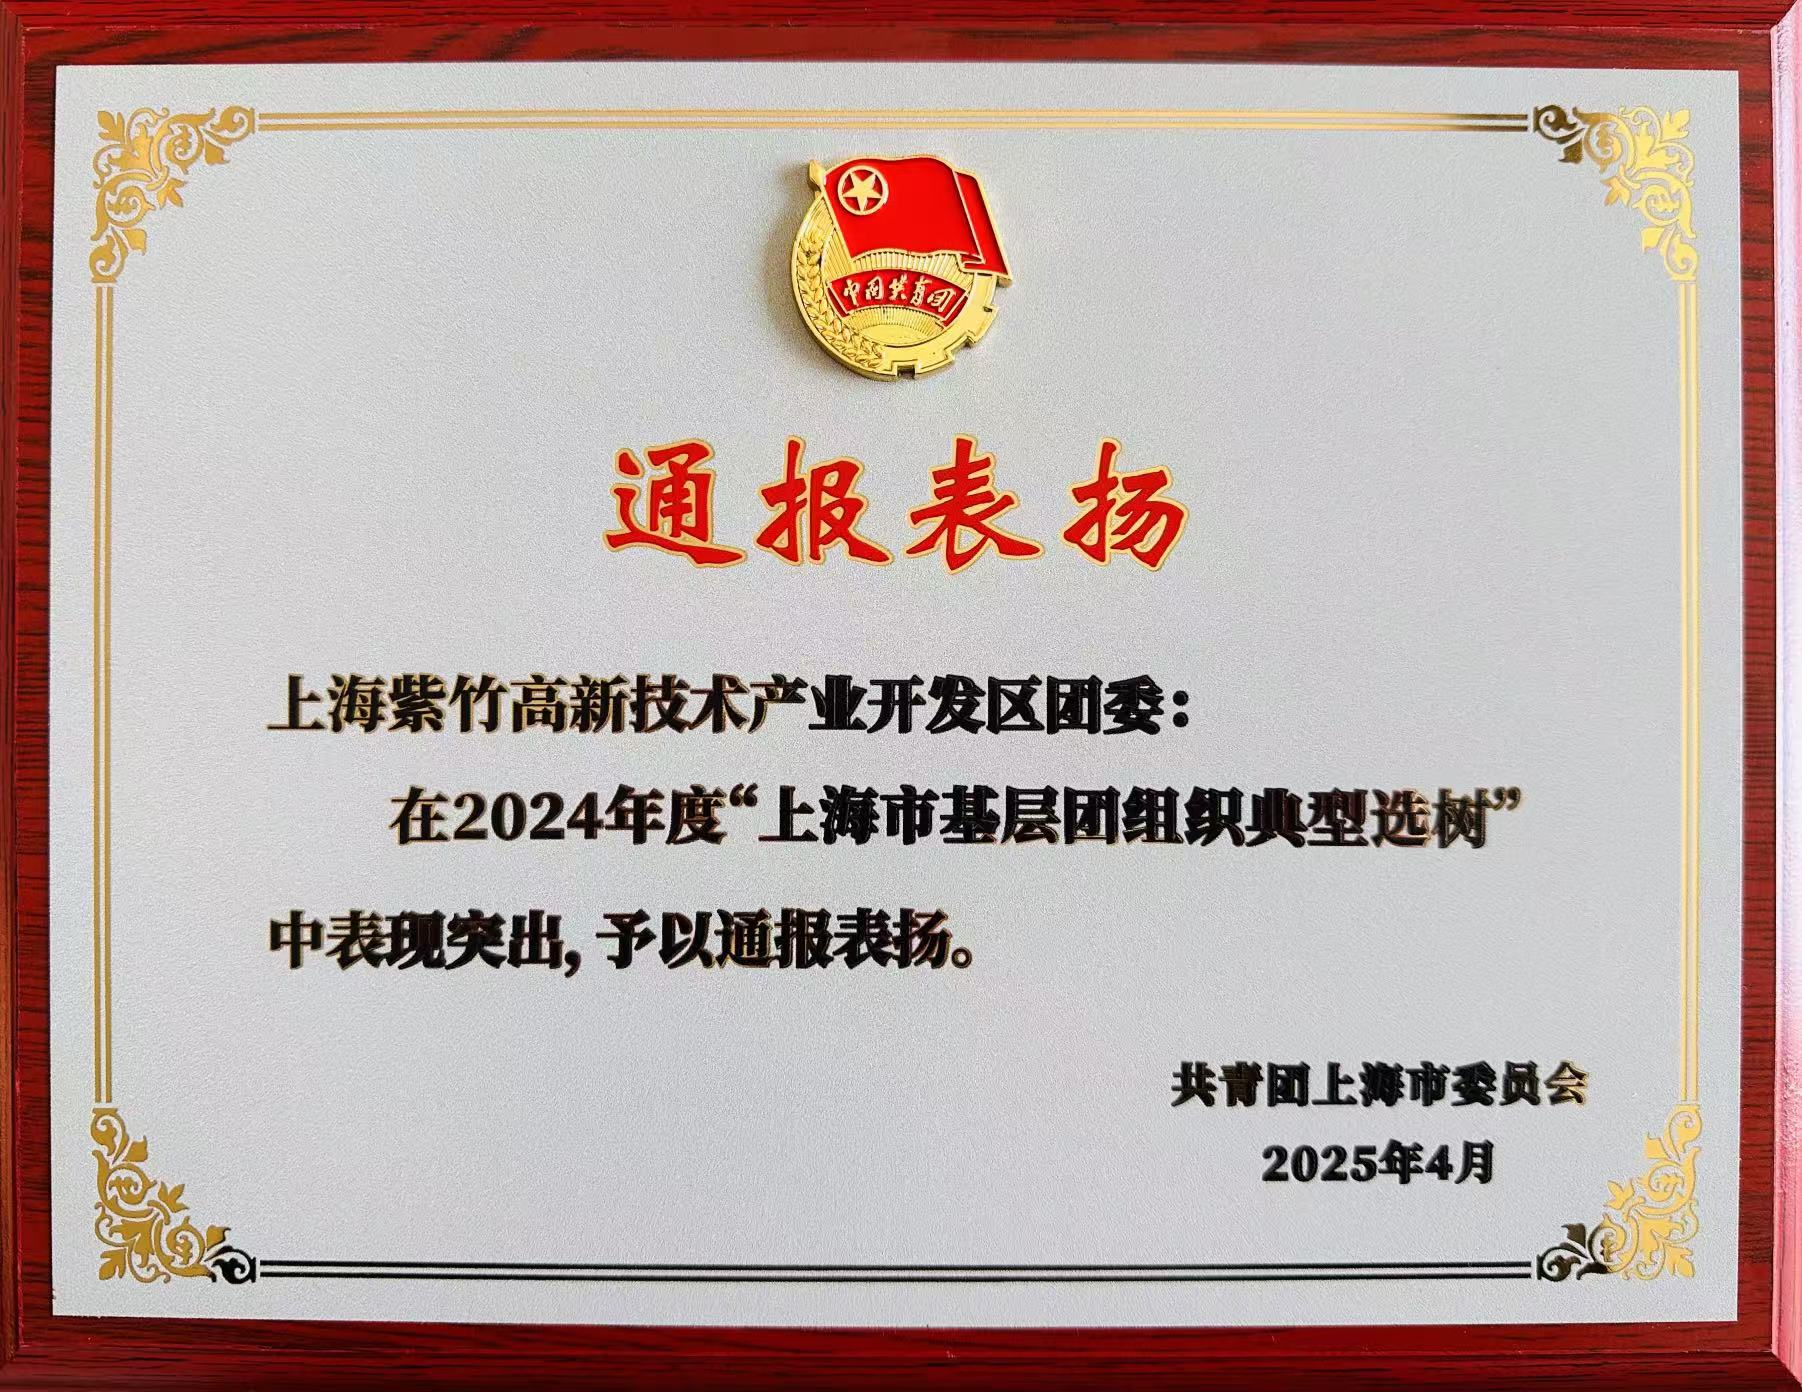 中国共青团
通报表扬
上海紫竹高新技术产业开发区团委：
在2024年度“上海市基层团组织典型选树”
中表现突出，予以通报表扬。
共青团上海市委员会
2025年4月